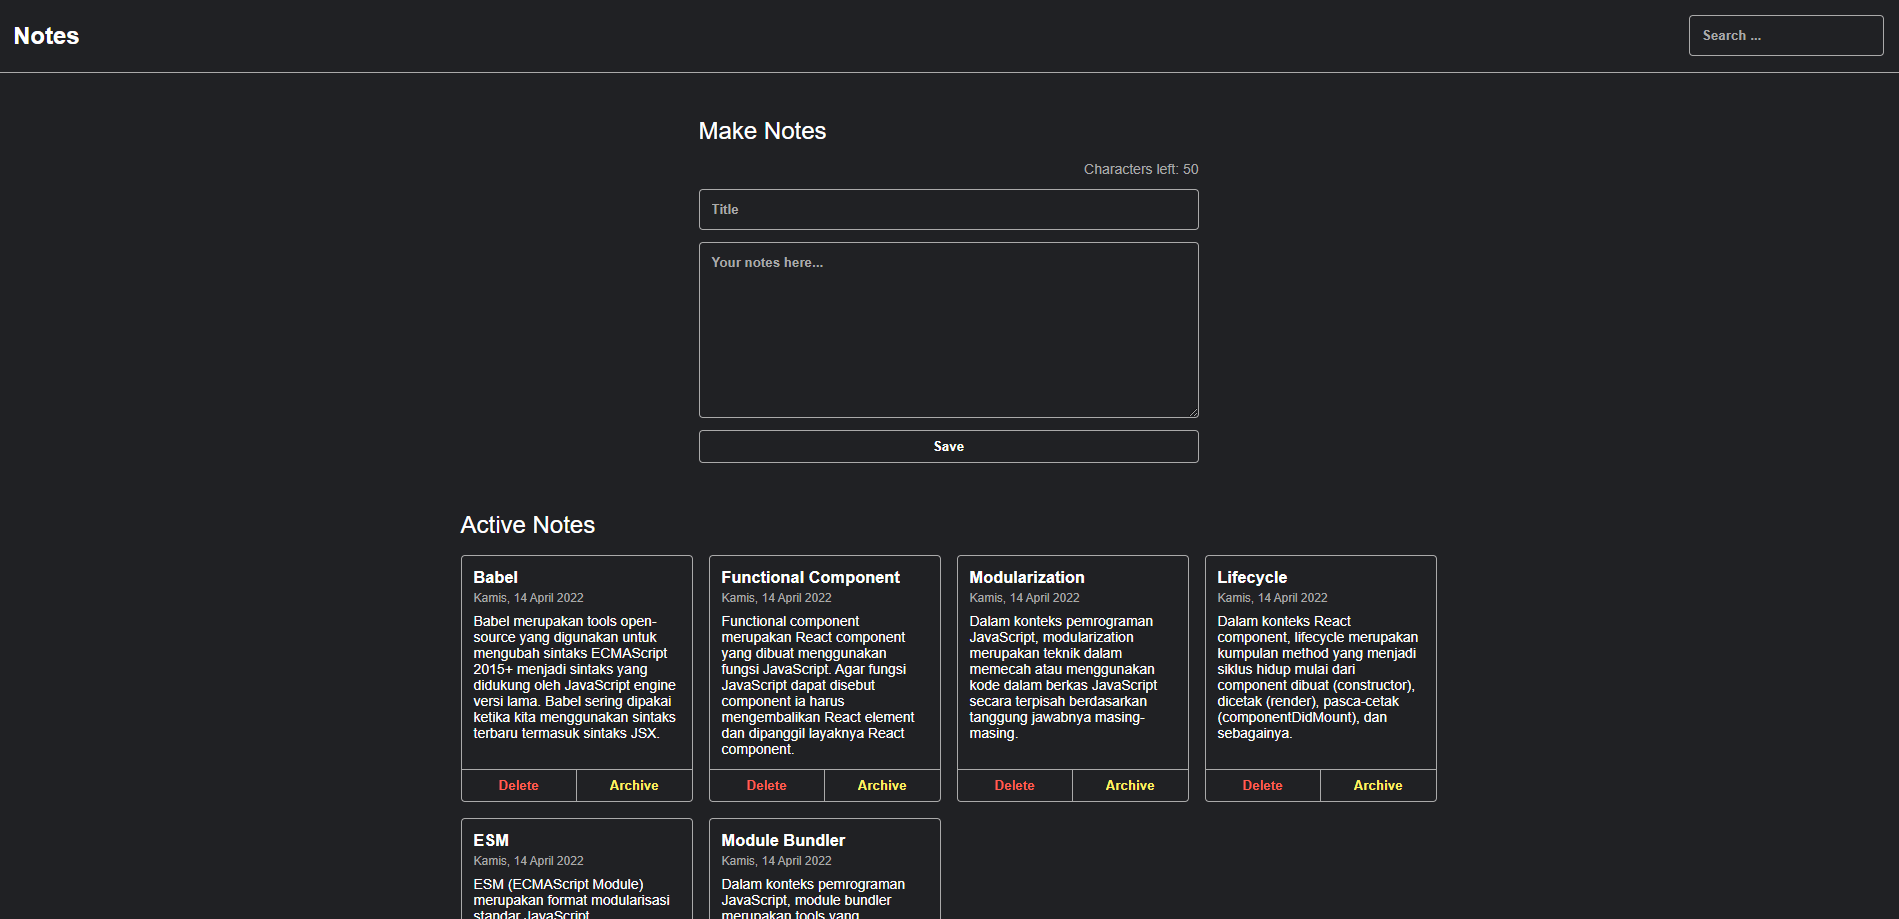 Notes
Search ...
Make Notes
Characters left: 50
Title
Your notes here...
Save
Active Notes
Babel
Kamis, 14 April 2022
Babel merupakan tools open-
source yang digunakan untuk
mengubah sintaks ECMAScript
2015+ menjadi sintaks yang
didukung oleh JavaScript engine
versi lama. Babel sering dipakai
ketika kita menggunakan sintaks
terbaru termasuk sintaks JSX.
Delete
Archive
Functional Component
Kamis, 14 April 2022
Functional component
merupakan React component
yang dibuat menggunakan
fungsi JavaScript. Agar fungsi
JavaScript dapat disebut
component ia harus
mengembalikan React element
dan dipanggil layaknya React
component.
Delete
Archive
Modularization
Kamis, 14 April 2022
Dalam konteks pemrograman
JavaScript, modularization
merupakan teknik dalam
memecah atau menggunakan
kode dalam berkas JavaScript
secara terpisah berdasarkan
tanggung jawabnya masing-
masing.
Delete
Archive
Lifecycle
Kamis, 14 April 2022
Dalam konteks React
component, lifecycle merupakan
kumpulan method yang menjadi
siklus hidup mulai dari
component dibuat (constructor),
dicetak (render), pasca-cetak
(componentDidMount), dan
sebagainya.
Delete
Archive
ESM
Kamis, 14 April 2022
ESM (ECMAScript Module)
merupakan format modularisasi
standar JavaScript.
Module Bundler
Kamis, 14 April 2022
Dalam konteks pemrograman
JavaScript, module bundler
merupakan tools yang